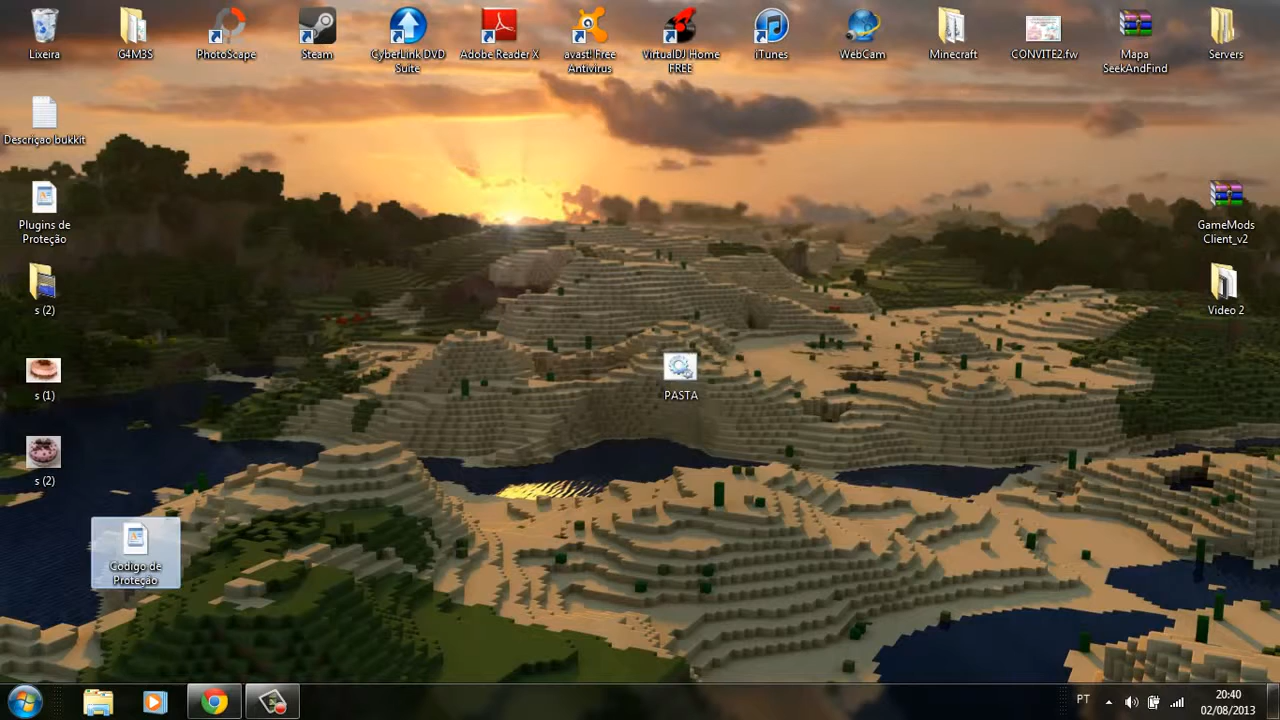 Lixeira
G4M3S
PhotoScape
Steam
CyberLink DVD
Suite
Adobe Reader X
avast! Free
Antivirus
VirtualDJ Home
FREE
iTunes
WebCam
Minecraft
CONVITE2.fw
Mapa
SeekAndFind
Servers
Descriçao bukkit
Plugins de
Proteção
GameMods
Client_v2
s (2)
Video 2
s (1)
PASTA
s (2)
Codigo de
Proteçao
PT
20:40
02/08/2013